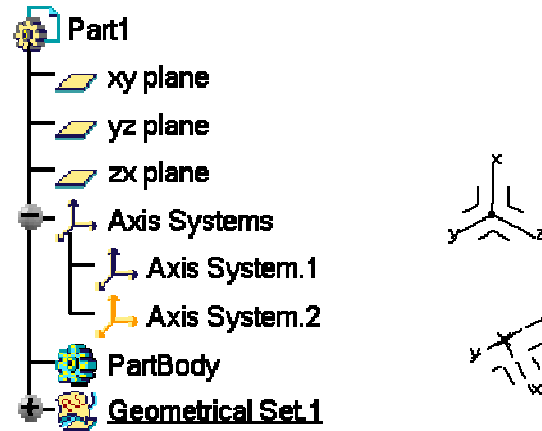 Part1
xy plane
yz plane
zx plane
Axis Systems
Axis System.1
Axis System.2
PartBody
Geometrical Set.1
x
y
z
y
x